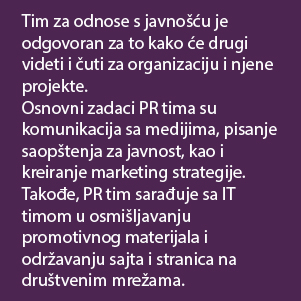 Tim za odnose s javnošću je
odgovoran za to kako će drugi
videti i čuti za organizaciju i njene
projekte.
Osnovni zadaci PR tima su
komunikacija sa medijima, pisanje
saopštenja za javnost, kao i
kreiranje marketing strategije.
Takođe, PR tim sarađuje sa IT
timom u osmišljavanju
promotivnog materijala i
održavanju sajta i stranica na
društvenim mrežama.